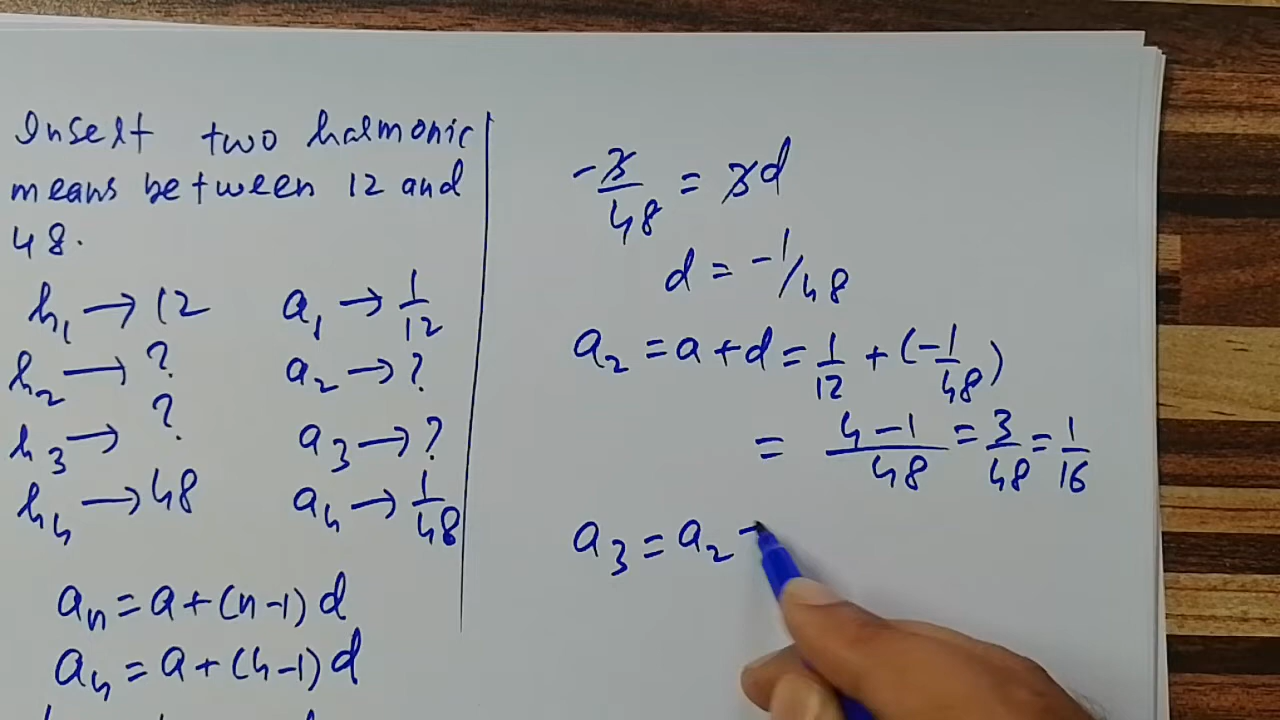 Insert two harmonic
means between 12 and
48.
h₁ → 12 a₁ → 1/12
h₂ → ? a₂ → ?
h₃ → ? a₃ → ?
h₄ → 48 a₄ → 1/48
aₙ = a + (n-1) d
a₄ = a + (4-1) d
-3/48 = 3d
d = -1/48
a₂ = a + d = 1/12 + (-1/48)
= 4-1/48 = 3/48 = 1/16
a₃ = a₂